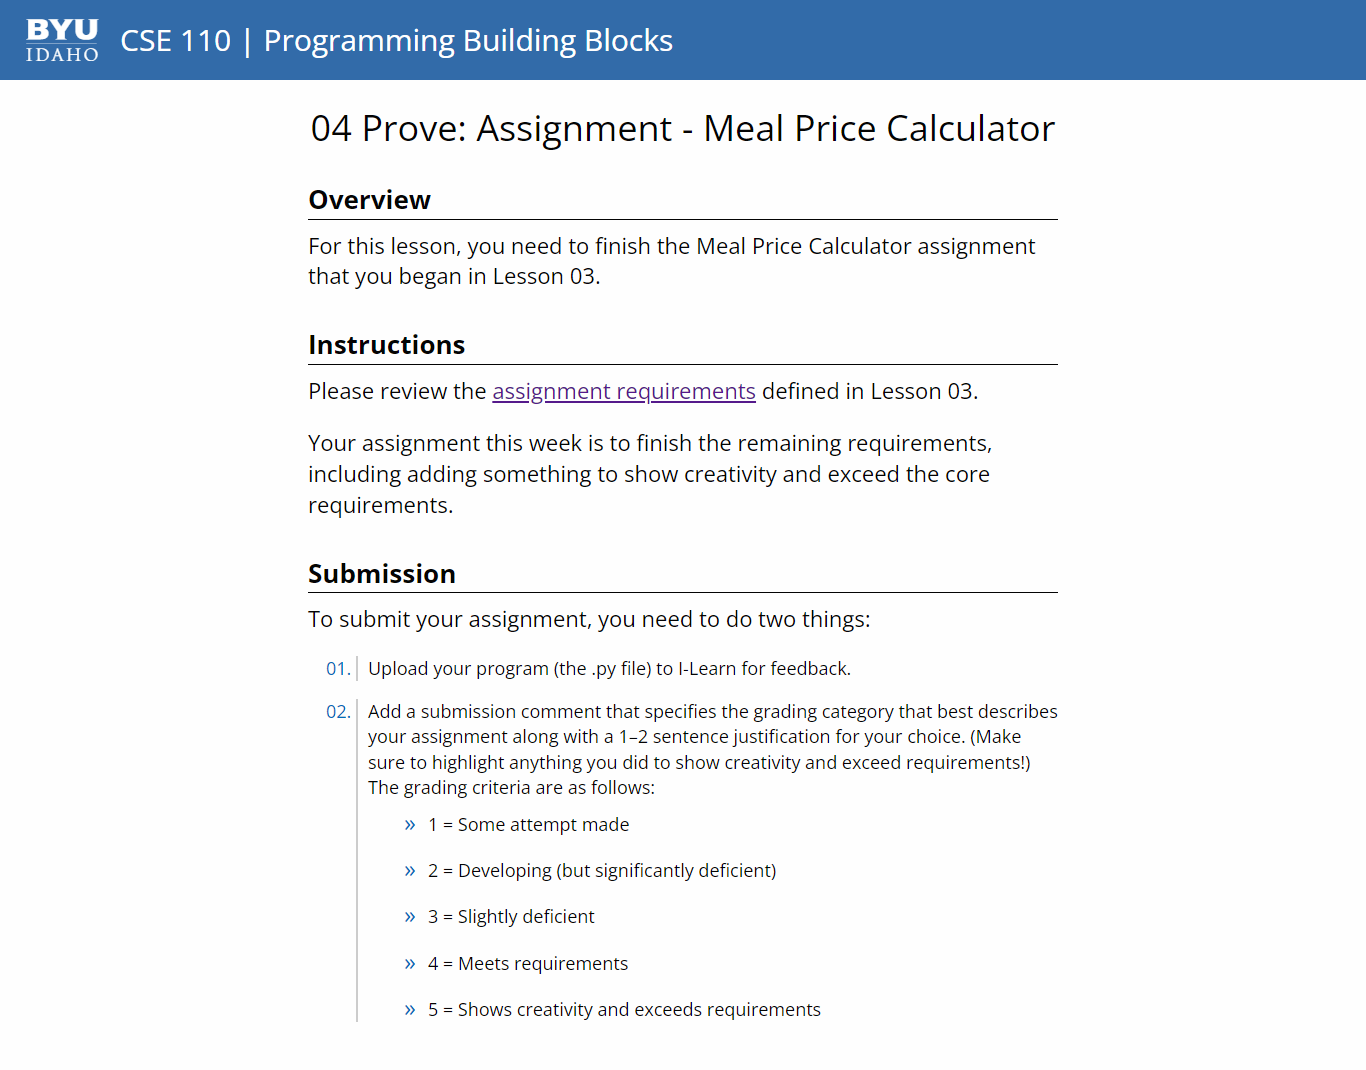 BYU
IDAHO
CSE 110 | Programming Building Blocks
04 Prove: Assignment - Meal Price Calculator
Overview
For this lesson, you need to finish the Meal Price Calculator assignment
that you began in Lesson 03.
Instructions
Please review the assignment requirements defined in Lesson 03.
Your assignment this week is to finish the remaining requirements,
including adding something to show creativity and exceed the core
requirements.
Submission
To submit your assignment, you need to do two things:
01. Upload your program (the .py file) to I-Learn for feedback.
02. Add a submission comment that specifies the grading category that best describes
your assignment along with a 1–2 sentence justification for your choice. (Make
sure to highlight anything you did to show creativity and exceed requirements!)
The grading criteria are as follows:
» 1 = Some attempt made
» 2 = Developing (but significantly deficient)
» 3 = Slightly deficient
» 4 = Meets requirements
» 5 = Shows creativity and exceeds requirements